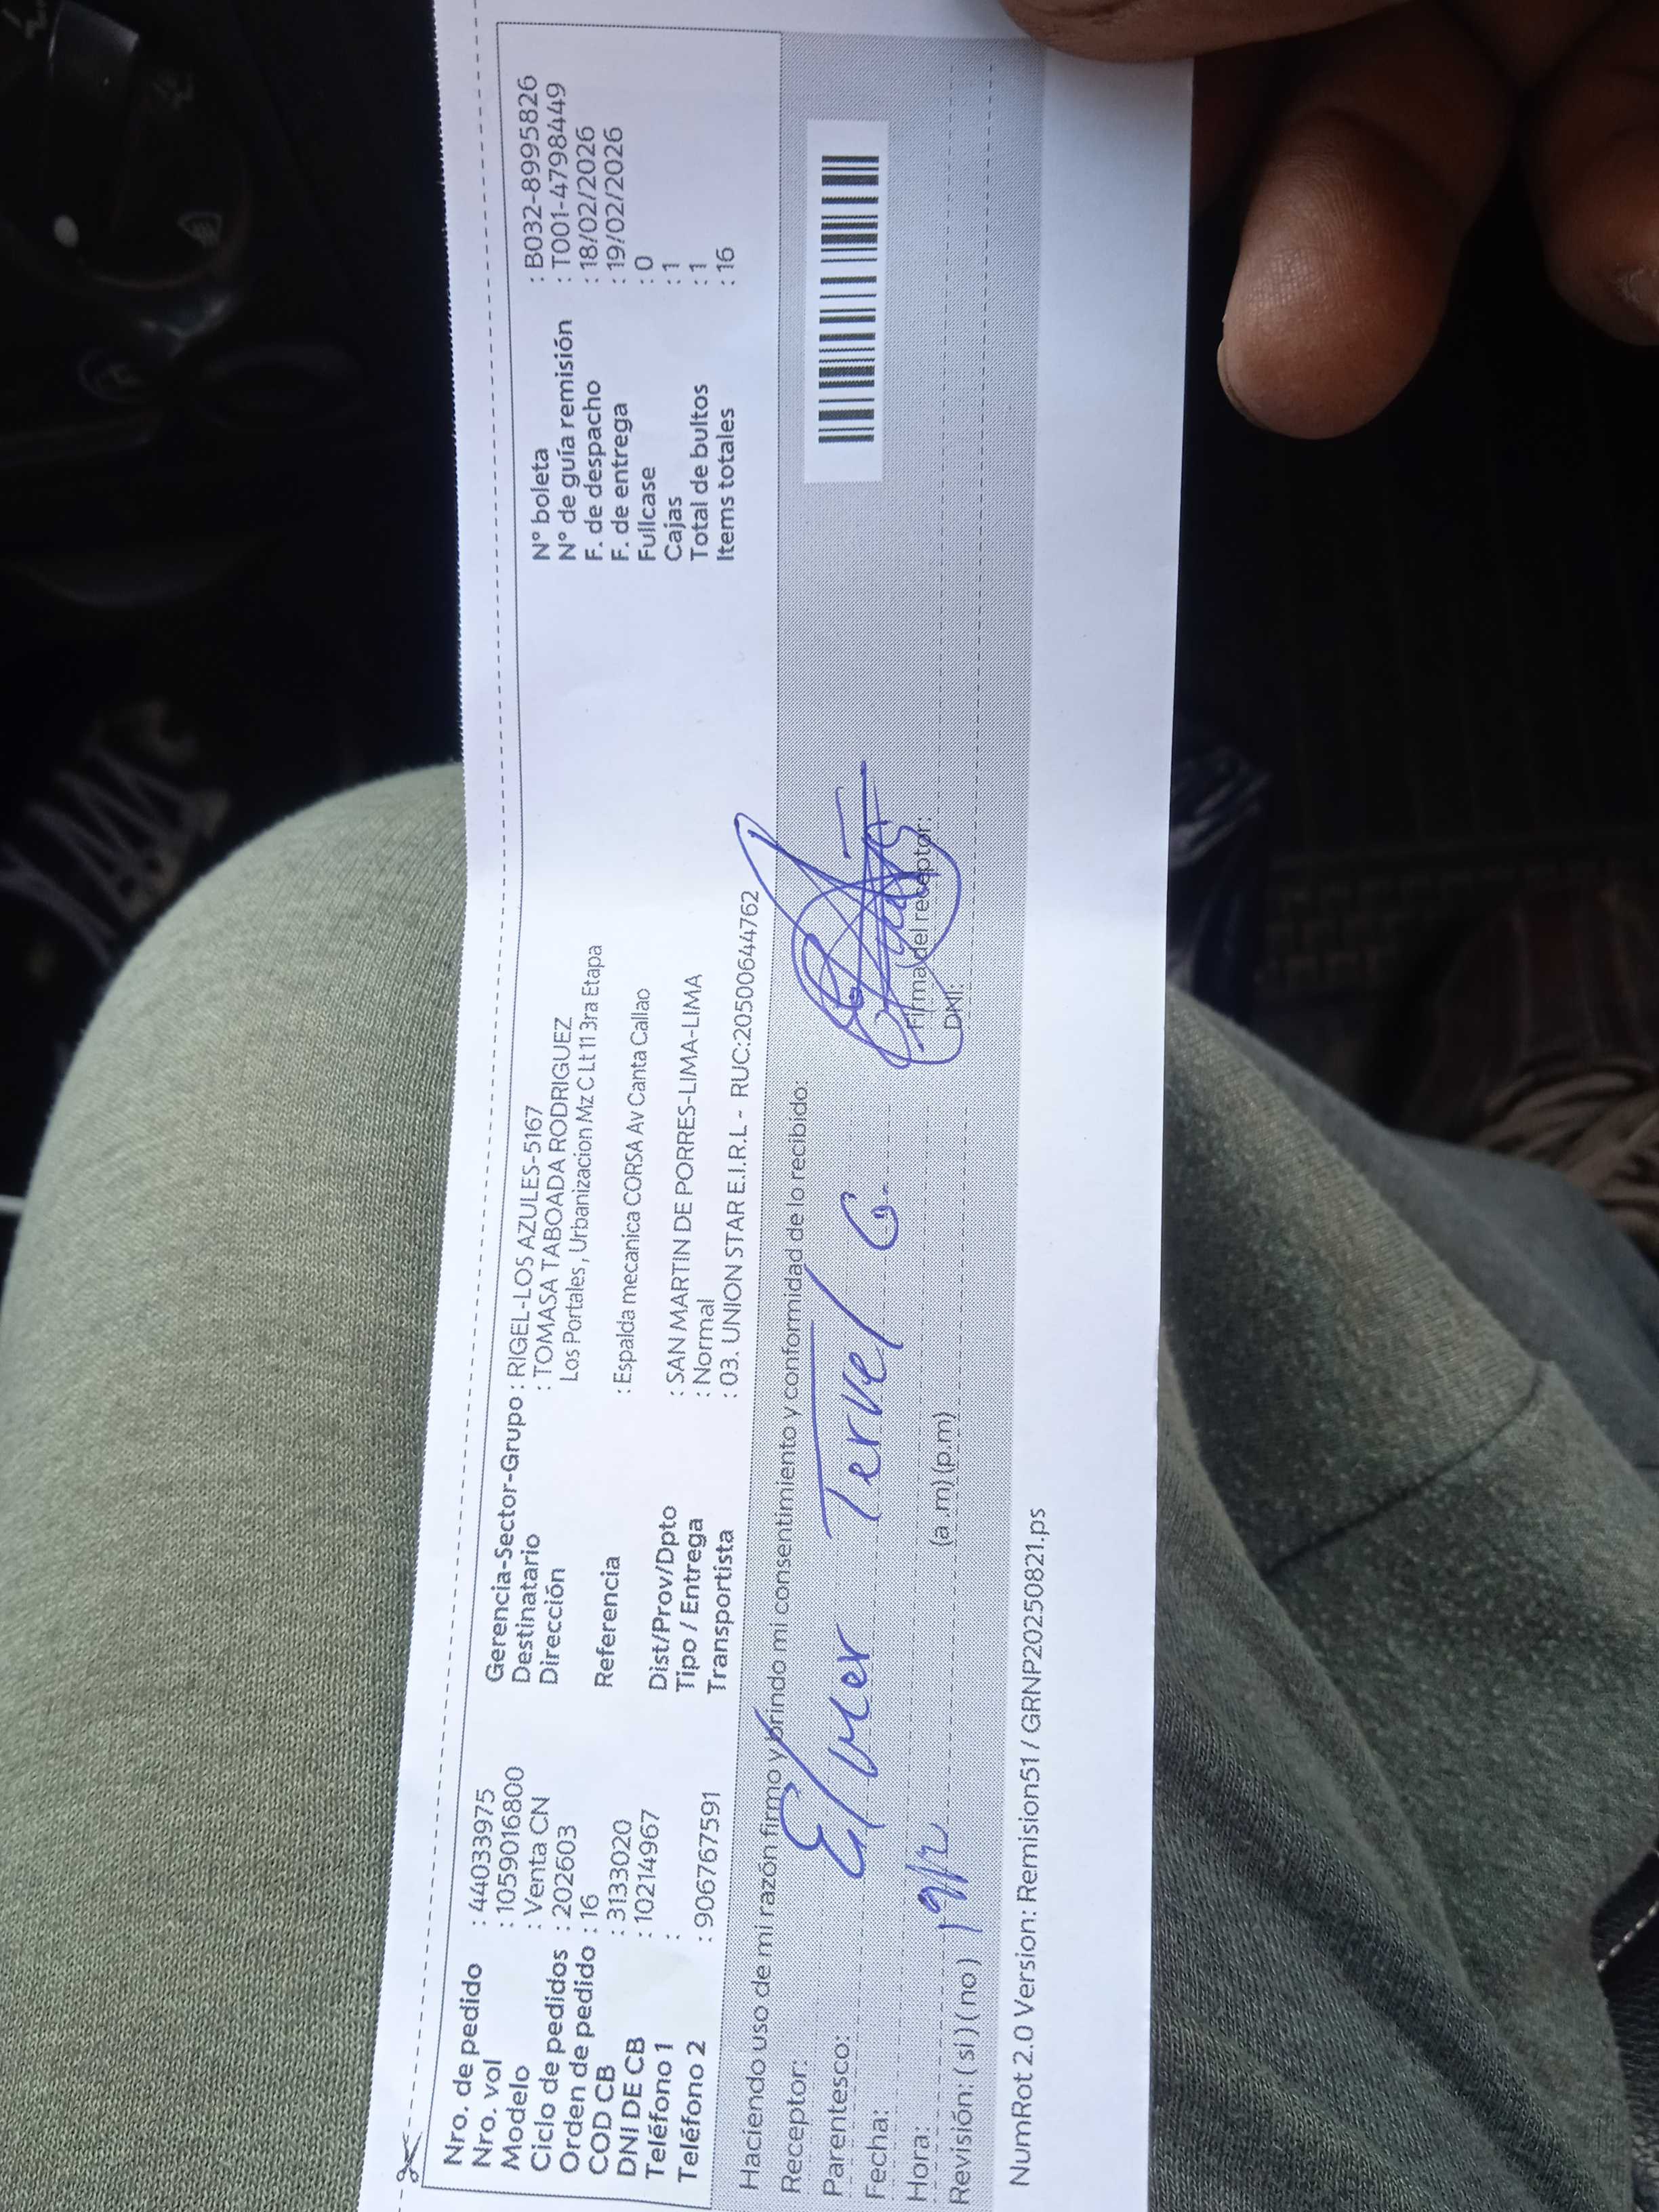 Nro. de pedido : 44033975
Nro. vol : 1059016800
Modelo : Venta CN
Ciclo de pedidos : 202603
Orden de pedido : 16
COD CB : 3133020
DNI DE CB : 10214967
Teléfono 1 :
Teléfono 2 : 906767591
Gerencia-Sector-Grupo : RIGEL-LOS AZULES-5167
Destinatario : TOMASA TABOADA RODRIGUEZ
Dirección Los Portales , Urbanizacion Mz C Lt 11 3ra Etapa
Referencia : Espalda mecanica CORSA Av Canta Callao
Dist/Prov/Dpto : SAN MARTIN DE PORRES-LIMA-LIMA
Tipo / Entrega : Normal
Transportista : 03. UNION STAR E.I.R.L - RUC:20500644762
N° boleta : B032-8995826
N° de guía remisión : T001-4798449
F. de despacho : 18/02/2026
F. de entrega : 19/02/2026
Fullcase : 0
Cajas : 1
Total de bultos : 1
Items totales : 16
Haciendo uso de mi razón firmo y brindo mi consentimiento y conformidad de lo recibido:
Receptor:
Parentesco:
Fecha:
Hora: (a .m) (p.m)
Revisión: (si) (no) 19/2
Firma del receptor:
DNI:
NumRot 2.0 Version: Remision51 / GRNP20250821.ps